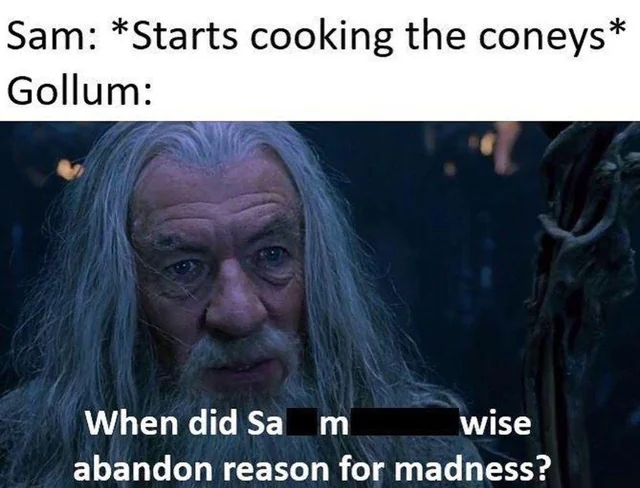 Sam: *Starts cooking the coneys*
Gollum:
When did Sa m wise
abandon reason for madness?